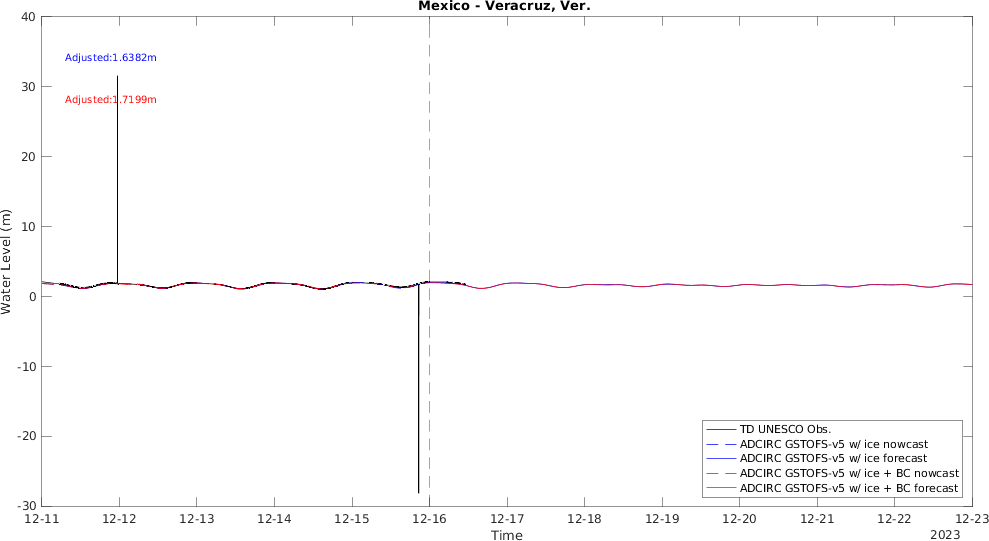 Mexico - Veracruz, Ver.
40
30
20
10
0
-10
-20
-30
Water Level (m)
Adjusted:1.6382m
Adjusted:1.7199m
TD UNESCO Obs.
ADCIRC GSTOFS-v5 w/ ice nowcast
ADCIRC GSTOFS-v5 w/ ice forecast
ADCIRC GSTOFS-v5 w/ ice + BC nowcast
ADCIRC GSTOFS-v5 w/ ice + BC forecast
12-11 12-12 12-13 12-14 12-15 12-16 12-17 12-18 12-19 12-20 12-21 12-22 12-23
Time
2023